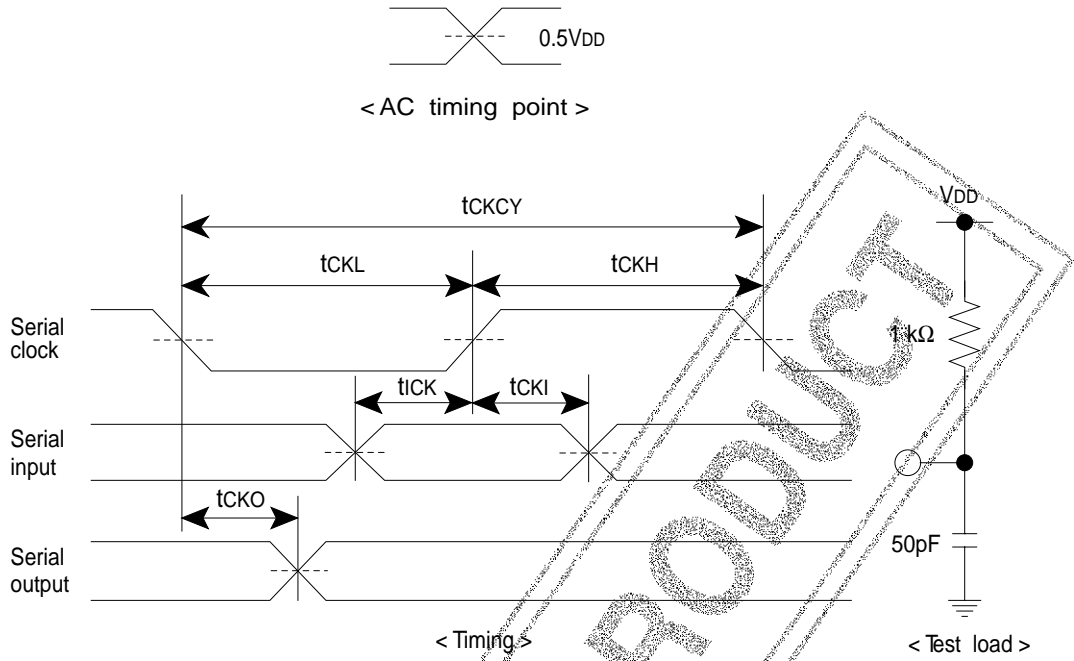 0.5VDD
< AC timing point >
VDD
tCKCY
tCKL
tCKH
Serial
clock
1 kΩ
tICK
tCKI
Serial
input
tCKO
50pF
Serial
output
< Timing >
< Test load >
PRODUCT